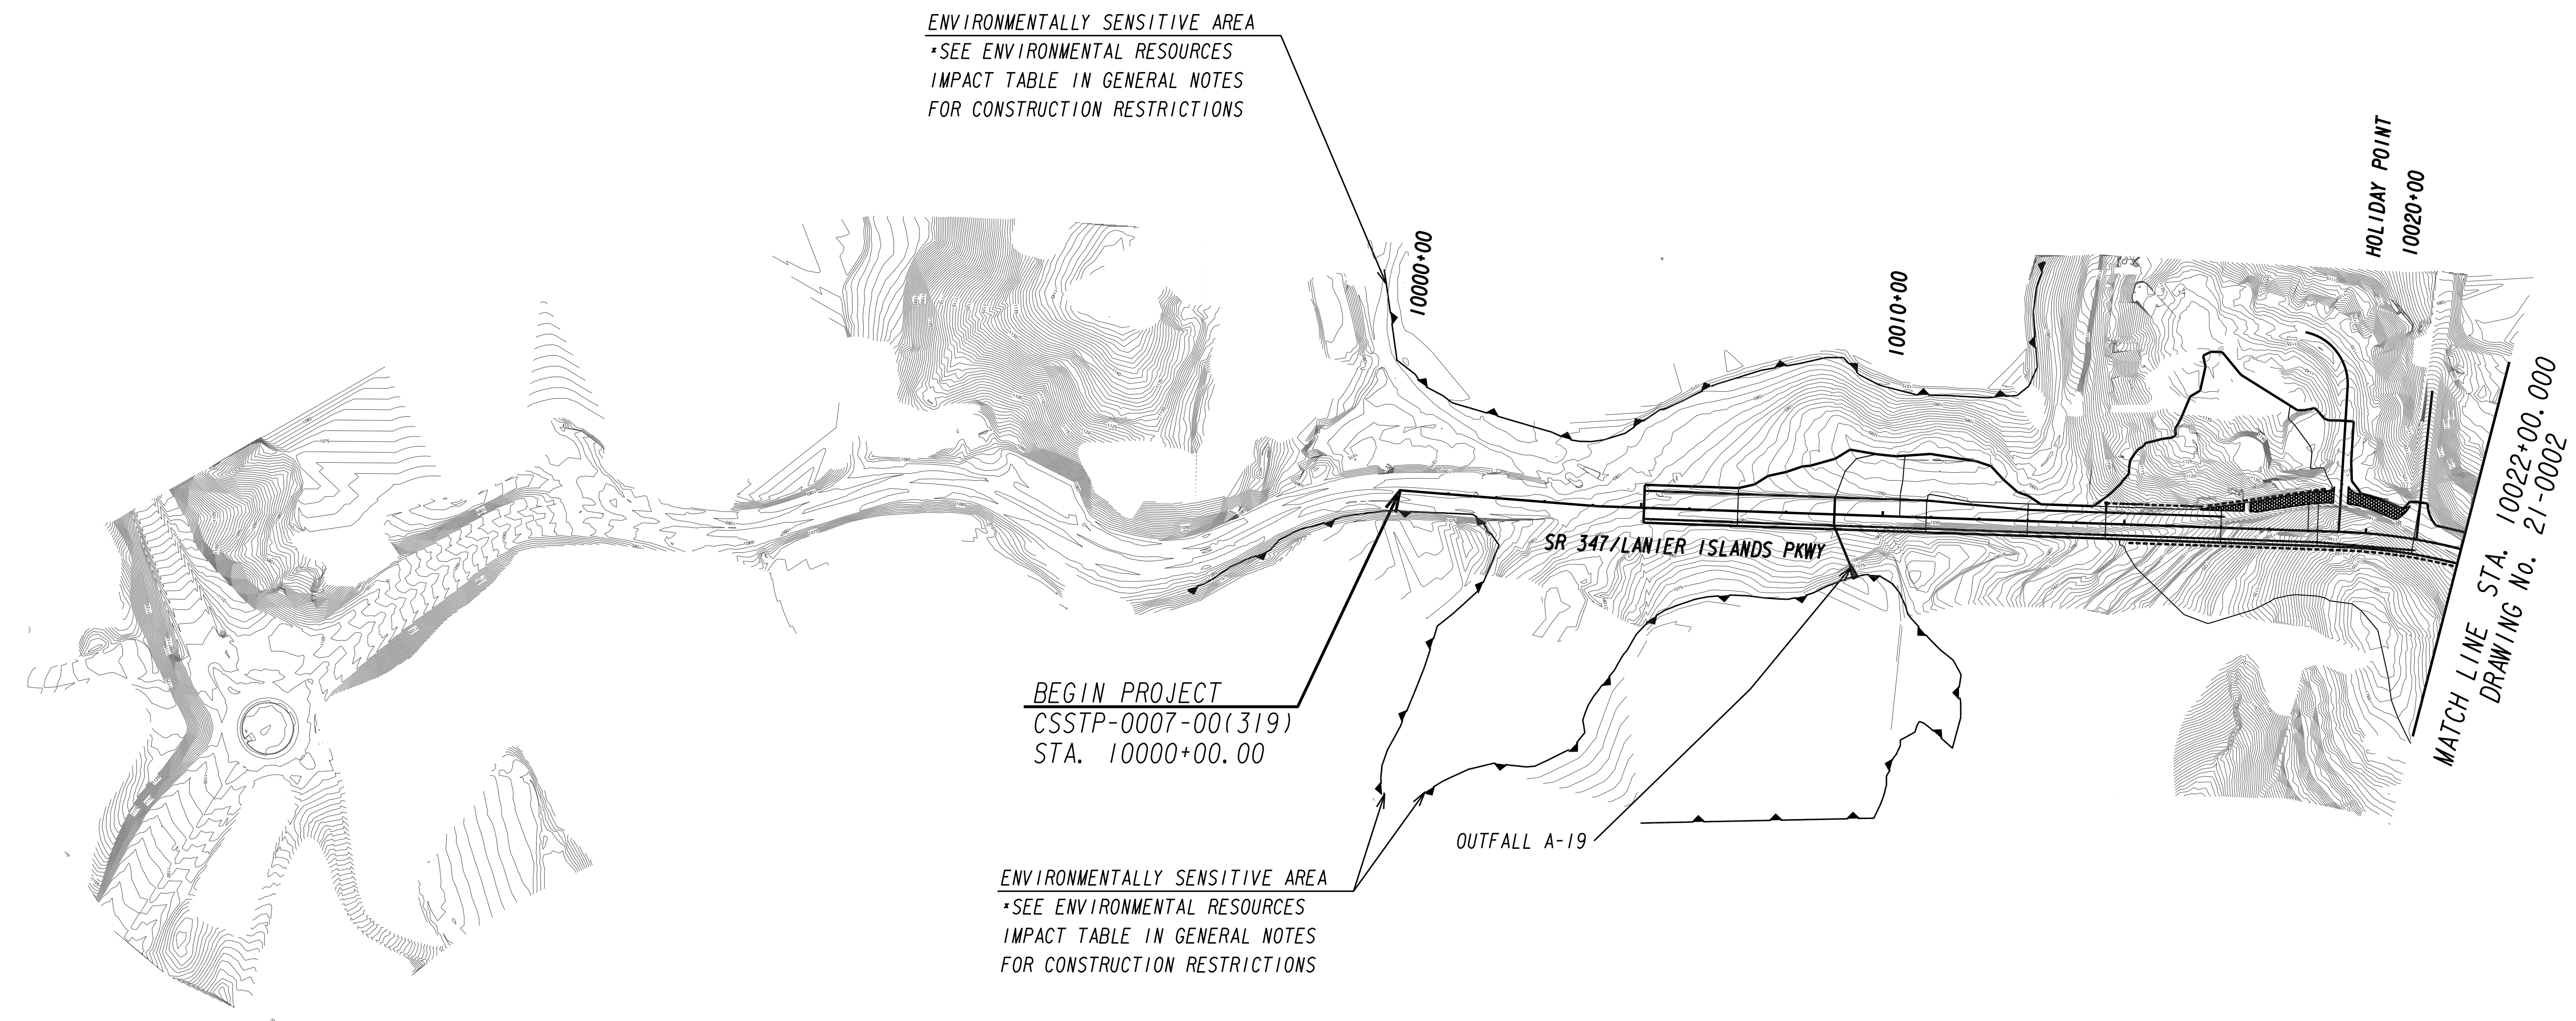 ENVIRONMENTALLY SENSITIVE AREA
*SEE ENVIRONMENTAL RESOURCES
IMPACT TABLE IN GENERAL NOTES
FOR CONSTRUCTION RESTRICTIONS
HOLIDAY POINT
10020+00
10000+00
10010+00
MATCH LINE STA. 10022+00.000
DRAWING No. 21-0002
SR 347/LANIER ISLANDS PKWY
BEGIN PROJECT
CSSTP-0007-00(319)
STA. 10000+00.00
OUTFALL A-19
ENVIRONMENTALLY SENSITIVE AREA
*SEE ENVIRONMENTAL RESOURCES
IMPACT TABLE IN GENERAL NOTES
FOR CONSTRUCTION RESTRICTIONS